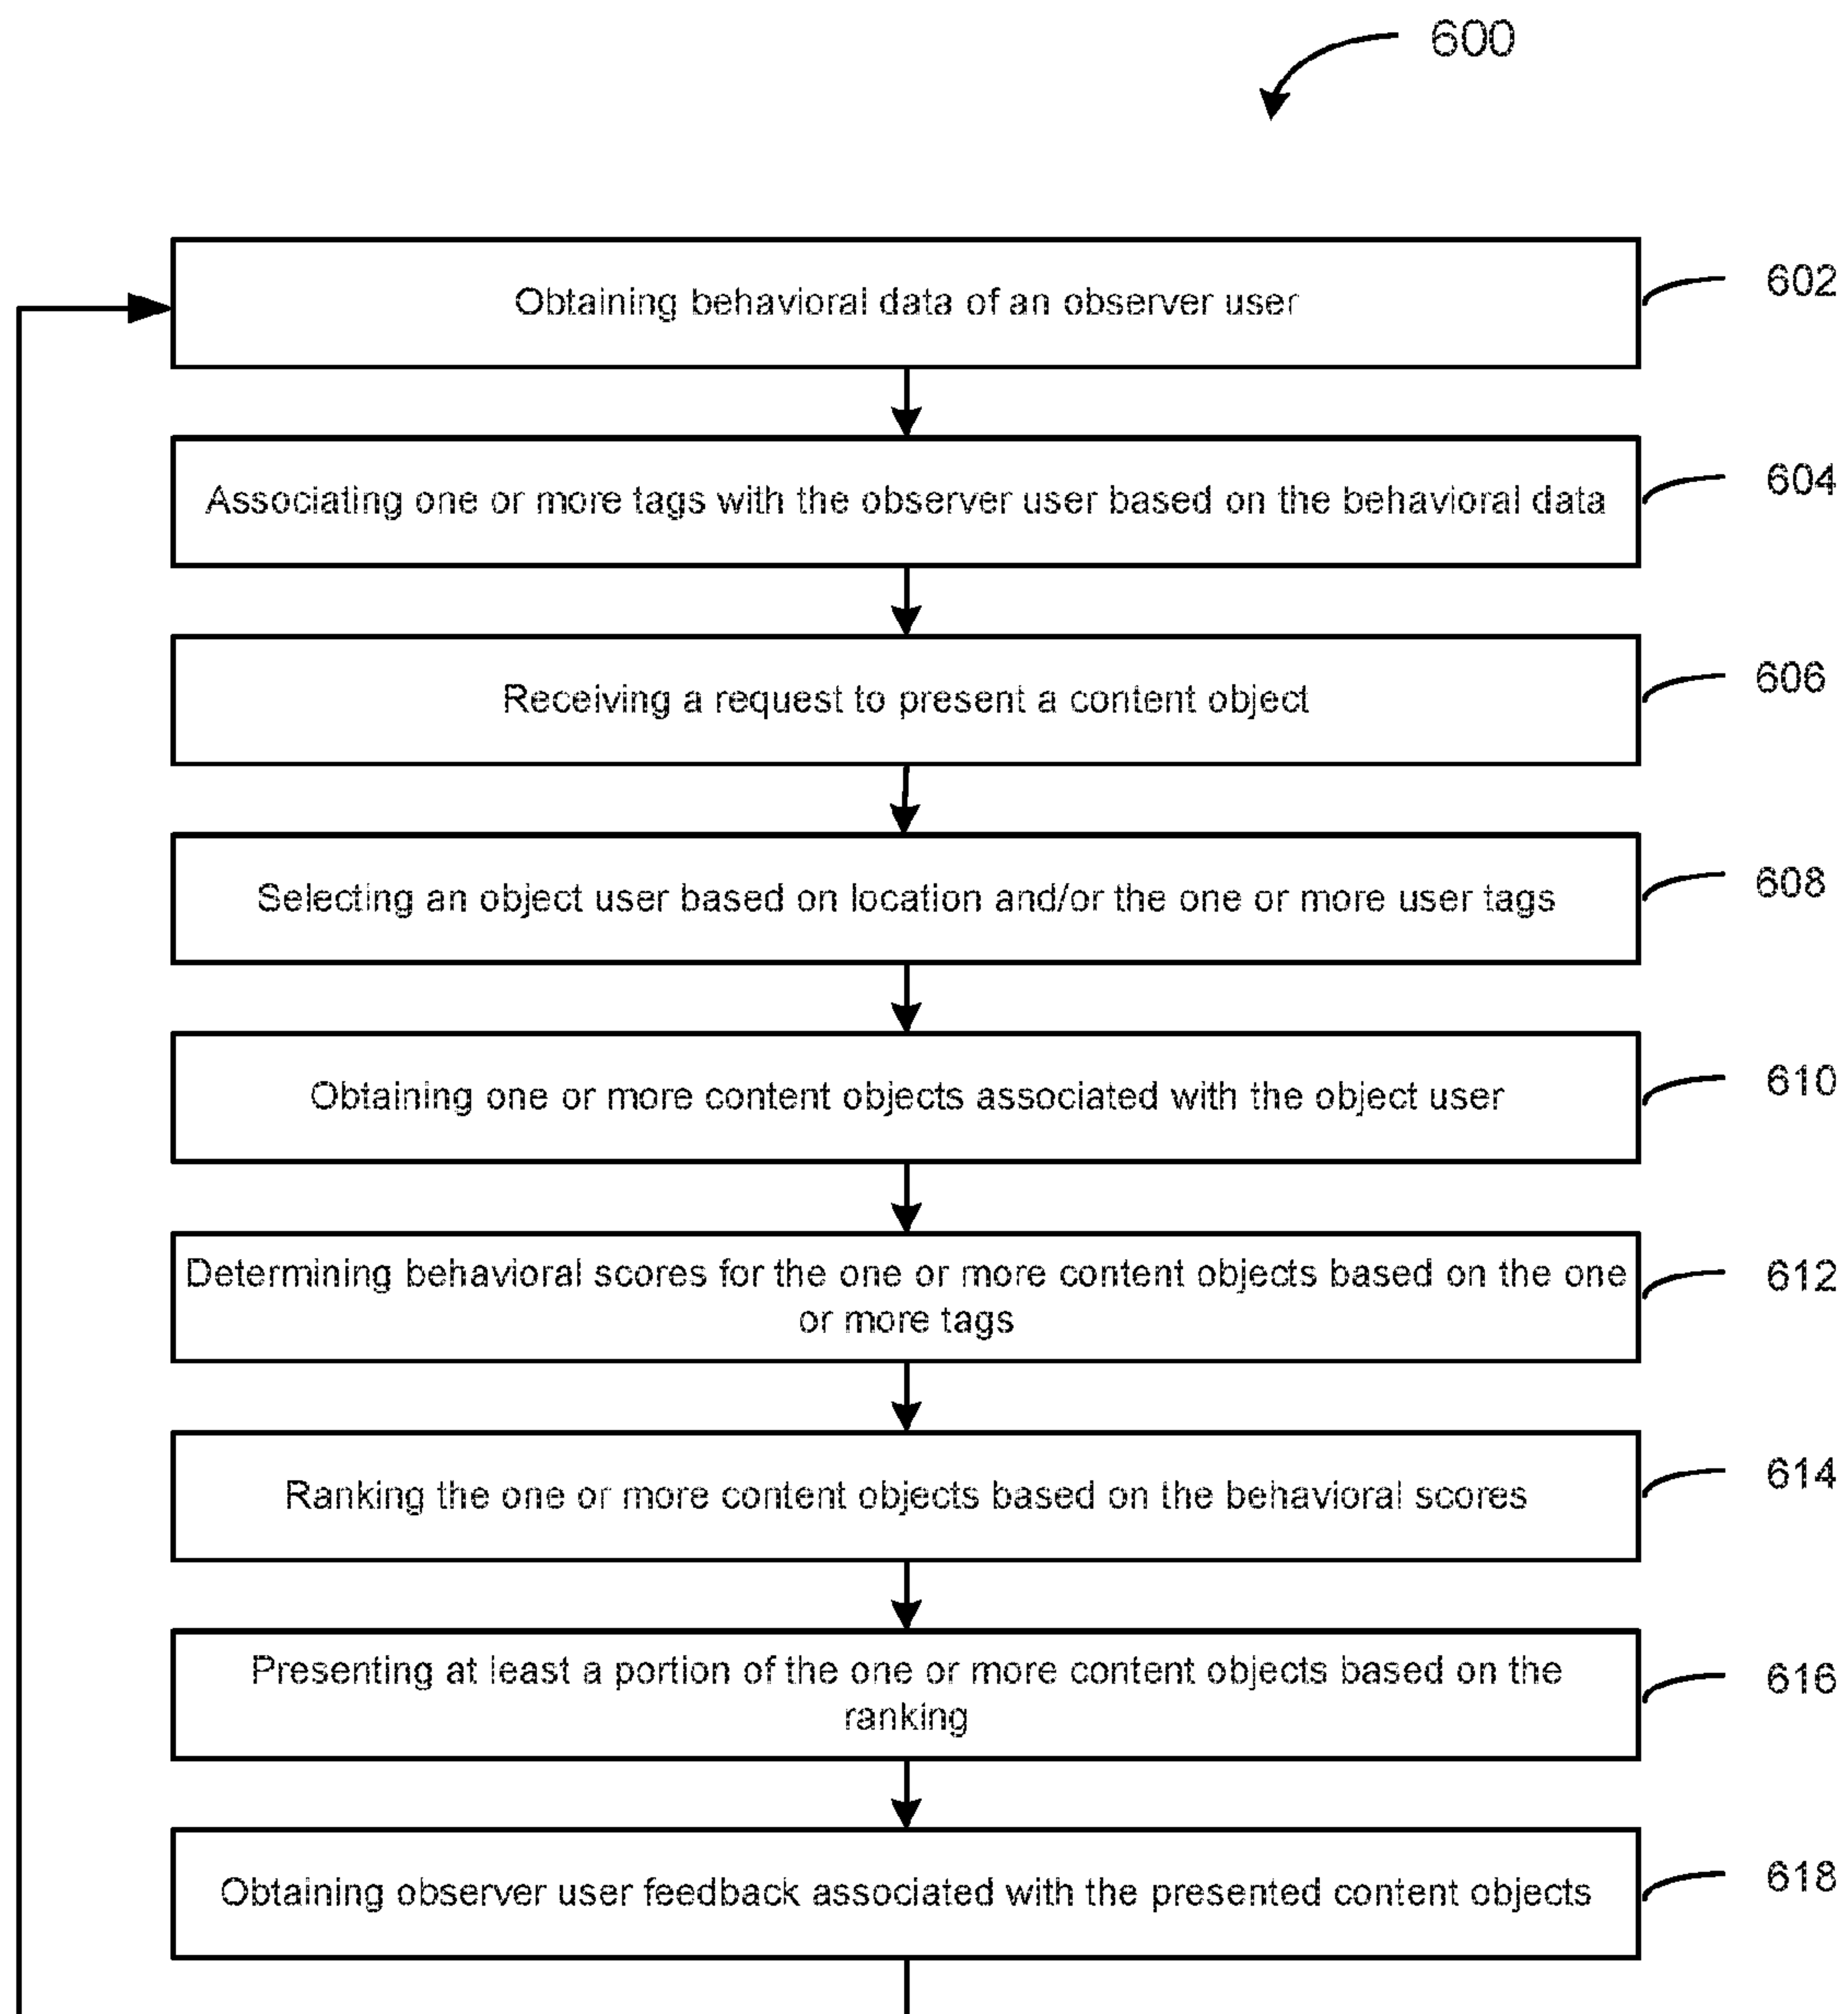 600
Obtaining behavioral data of an observer user
602
Associating one or more tags with the observer user based on the behavioral data
604
Receiving a request to present a content object
606
Selecting an object user based on location and/or the one or more user tags
608
Obtaining one or more content objects associated with the object user
610
Determining behavioral scores for the one or more content objects based on the one
or more tags
612
Ranking the one or more content objects based on the behavioral scores
614
Presenting at least a portion of the one or more content objects based on the
ranking
616
Obtaining observer user feedback associated with the presented content objects
618